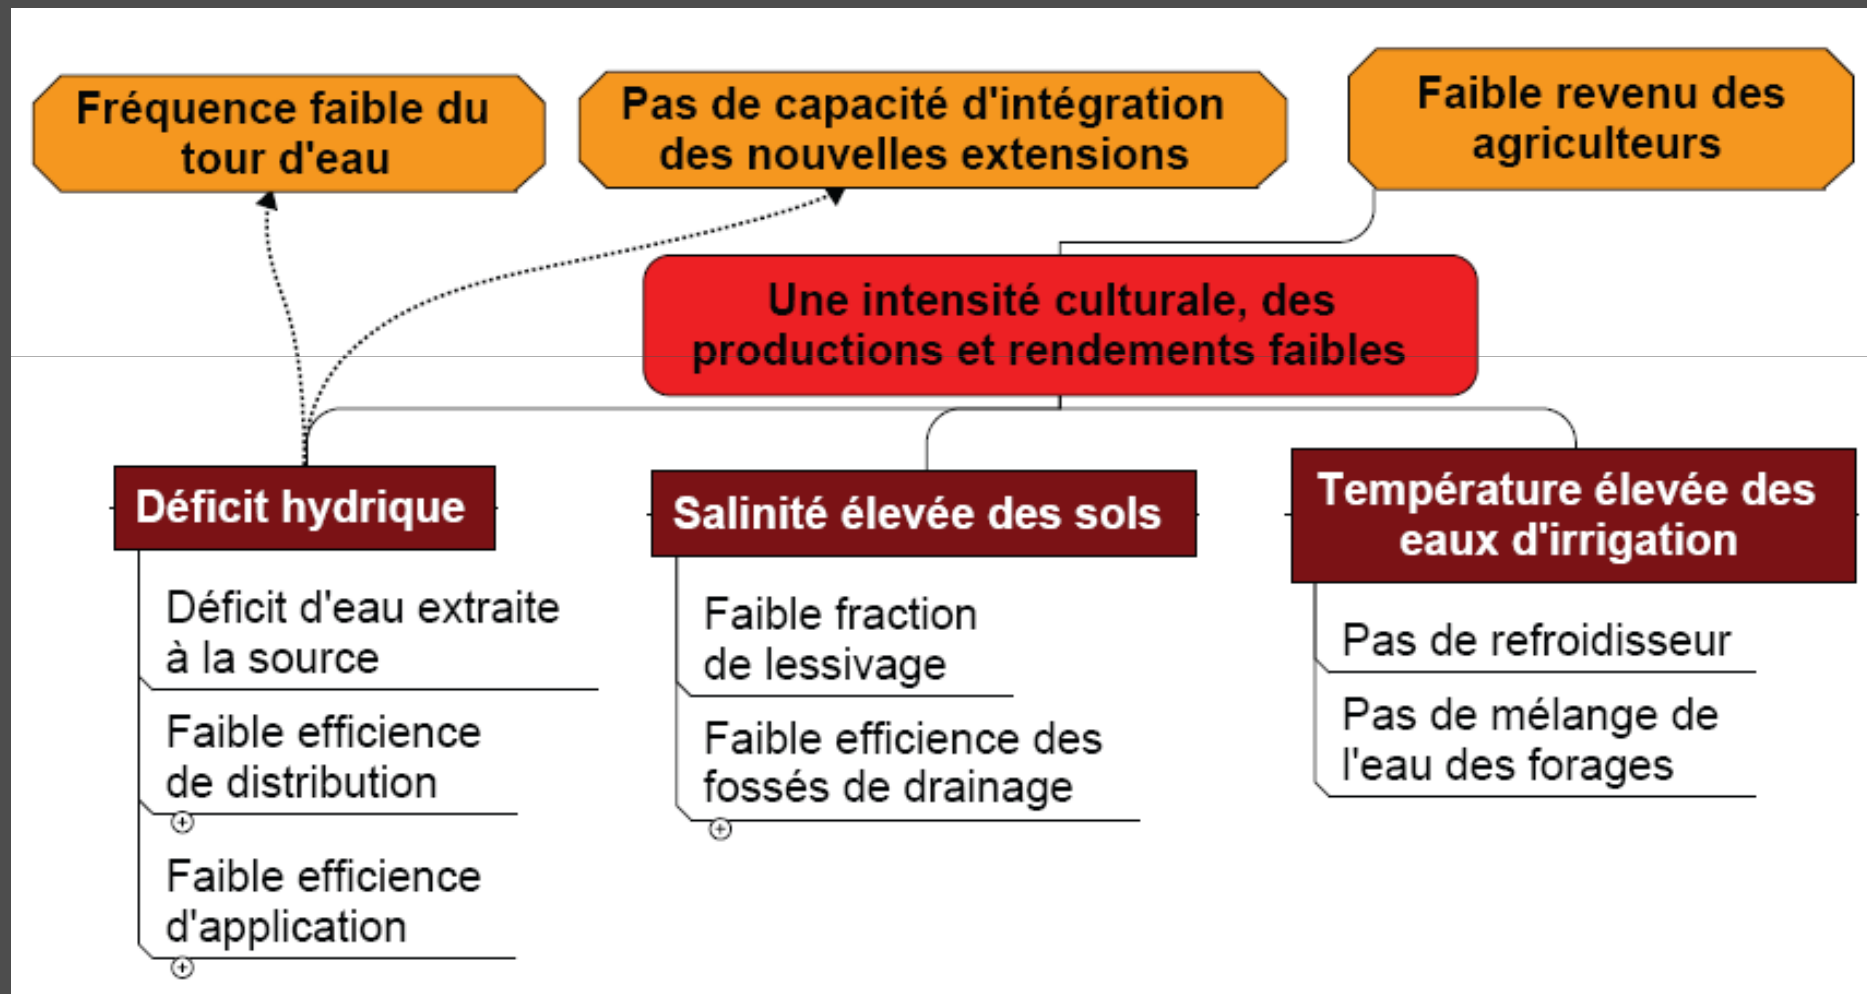 Fréquence faible du
tour d'eau
Pas de capacité d'intégration
des nouvelles extensions
Faible revenu des
agriculteurs
Une intensité culturale, des
productions et rendements faibles
Déficit hydrique
Déficit d'eau extraite
à la source
Faible efficience
de distribution
Faible efficience
d'application
Salinité élevée des sols
Faible fraction
de lessivage
Faible efficience des
fossés de drainage
Température élevée des
eaux d'irrigation
Pas de refroidisseur
Pas de mélange de
l'eau des forages